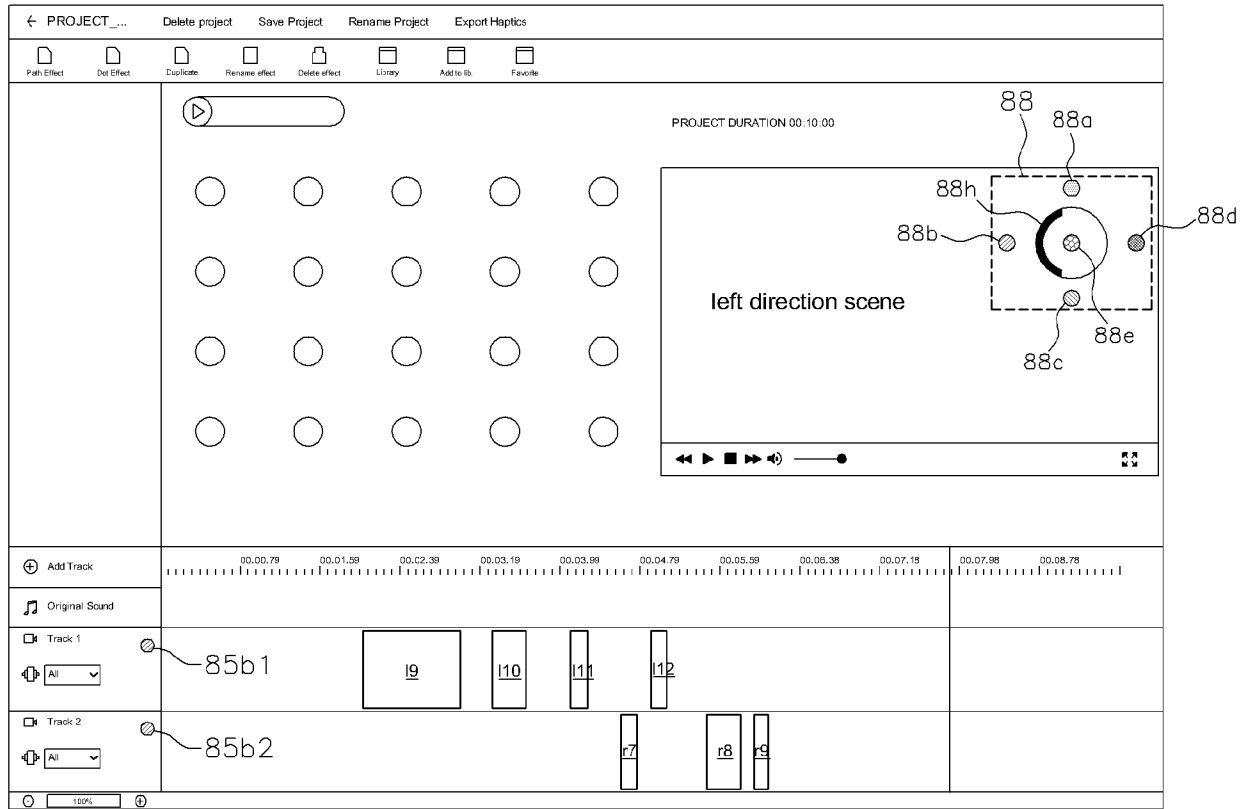 ← PROJECT_... Delete project Save Project Rename Project Export Haptics
Path Effect Dot Effect Duplicate Rename effect Delete effect Library Add to lib. Favorite
88
88a
PROJECT DURATION 00:10:00
88h
88b
88d
left direction scene
88e
88c
Add Track
00.00.79 00.01.59 00.02.39 00.03.19 00.03.99 00.04.79 00.05.59 00.06.38 00.07.18 00.07.98 00.08.78
Original Sound
Track 1
85b1
All
l9 l10 l11 l12
Track 2
85b2
All
r7 r8 r9
100%